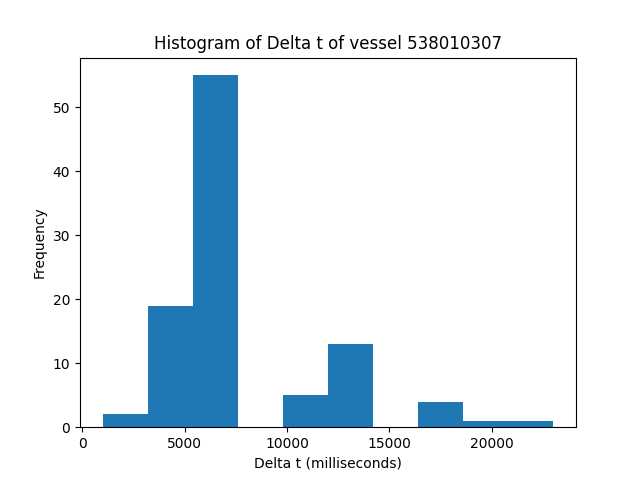 Histogram of Delta t of vessel 538010307
50
40
30
20
10
0
Frequency
0 5000 10000 15000 20000
Delta t (milliseconds)